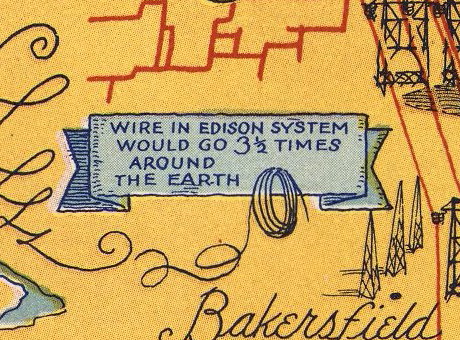 WIRE IN EDISON SYSTEM
WOULD GO 3½ TIMES
AROUND
THE EARTH
Bakersfield